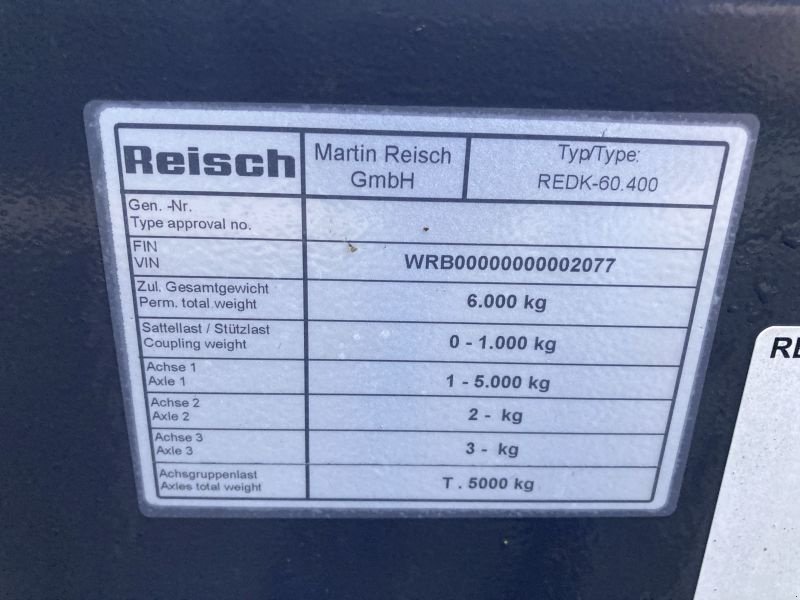 Reisch
Martin Reisch
GmbH
Typ/Type:
REDK-60.400
Gen. -Nr.
Type approval no.
FIN
VIN
WRB00000000002077
Zul. Gesamtgewicht
Perm. total weight
6.000 kg
Sattellast / Stützlast
Coupling weight
0 - 1.000 kg
Achse 1
Axle 1
1 - 5.000 kg
Achse 2
Axle 2
2 - kg
Achse 3
Axle 3
3 - kg
Achsgruppenlast
Axles total weight
T . 5000 kg